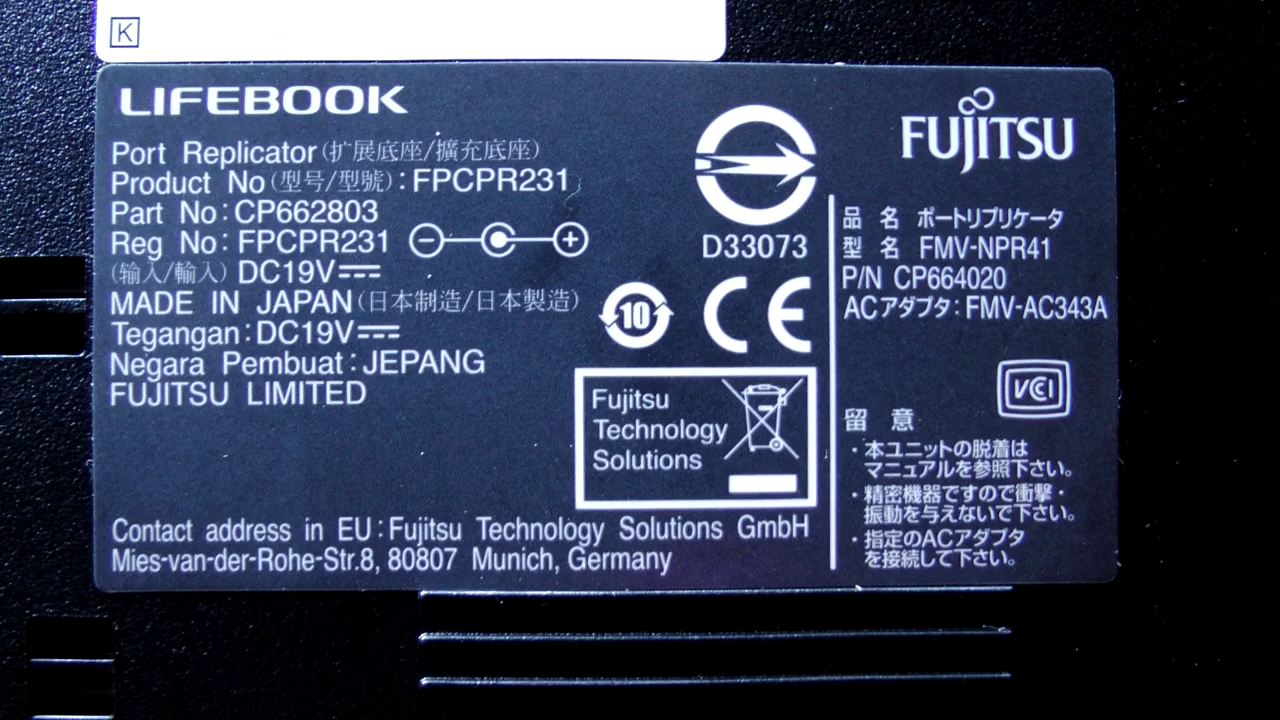 K
LIFEBOOK
Port Replicator(扩展底座/擴充底座)
Product No(型号/型號):FPCPR231
Part No:CP662803
Reg No:FPCPR231
(输入/輸入) DC19V
MADE IN JAPAN(日本制造/日本製造)
Tegangan:DC19V
Negara Pembuat:JEPANG
FUJITSU LIMITED
D33073
10
CE
Fujitsu
Technology
Solutions
Contact address in EU:Fujitsu Technology Solutions GmbH
Mies-van-der-Rohe-Str.8, 80807 Munich, Germany
FUJITSU
品 名 ポートリプリケータ
型 名 FMV-NPR41
P/N CP664020
ACアダプタ:FMV-AC343A
VCI
留 意
・本ユニットの脱着は
マニュアルを参照下さい。
・精密機器ですので衝撃・
振動を与えないで下さい。
・指定のACアダプタ
を接続して下さい。